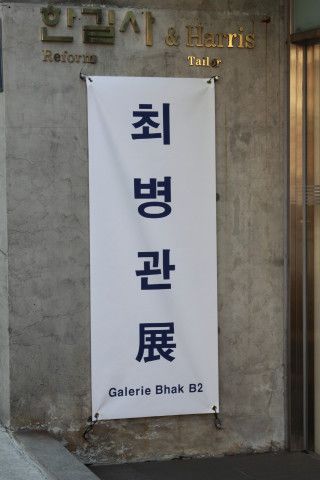 한길사 & Harris
Reform Tailor
최
병
관
展
Galerie Bhak B2